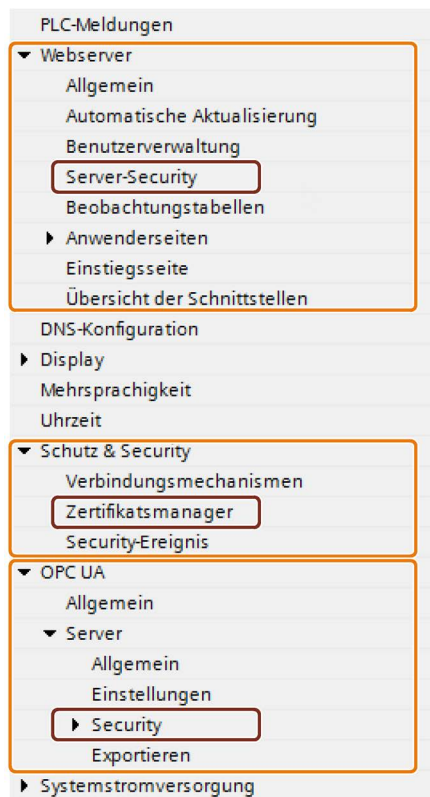 PLC-Meldungen
Webserver
Allgemein
Automatische Aktualisierung
Benutzerverwaltung
Server-Security
Beobachtungstabellen
Anwenderseiten
Einstiegsseite
Übersicht der Schnittstellen
DNS-Konfiguration
Display
Mehrsprachigkeit
Uhrzeit
Schutz & Security
Verbindungsmechanismen
Zertifikatsmanager
Security-Ereignis
OPC UA
Allgemein
Server
Allgemein
Einstellungen
Security
Exportieren
Systemstromversorgung